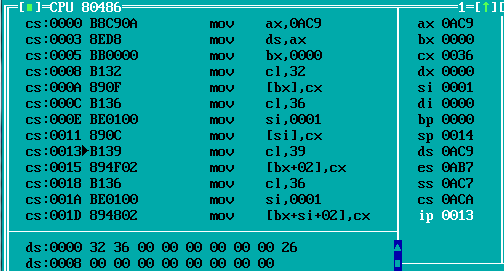 [■]-CPU 80486 1-[↑][
cs:0000 B8C90A mov ax,0AC9 ax 0AC9
cs:0003 8ED8 mov ds,ax bx 0000
cs:0005 BB0000 mov bx,0000 cx 0036
cs:0008 B132 mov cl,32 dx 0000
cs:000A 890F mov [bx],cx si 0001
cs:000C B136 mov cl,36 di 0000
cs:000E BE0100 mov si,0001 bp 0000
cs:0011 890C mov [si],cx sp 0014
cs:0013►B139 mov cl,39 ds 0AC9
cs:0015 894F02 mov [bx+02],cx es 0AB7
cs:0018 B136 mov cl,36 ss 0AC7
cs:001A BE0100 mov si,0001 cs 0ACA
cs:001D 894802 mov [bx+si+02],cx ip 0013
ds:0000 32 36 00 00 00 00 00 26
ds:0008 00 00 00 00 00 00 00 00